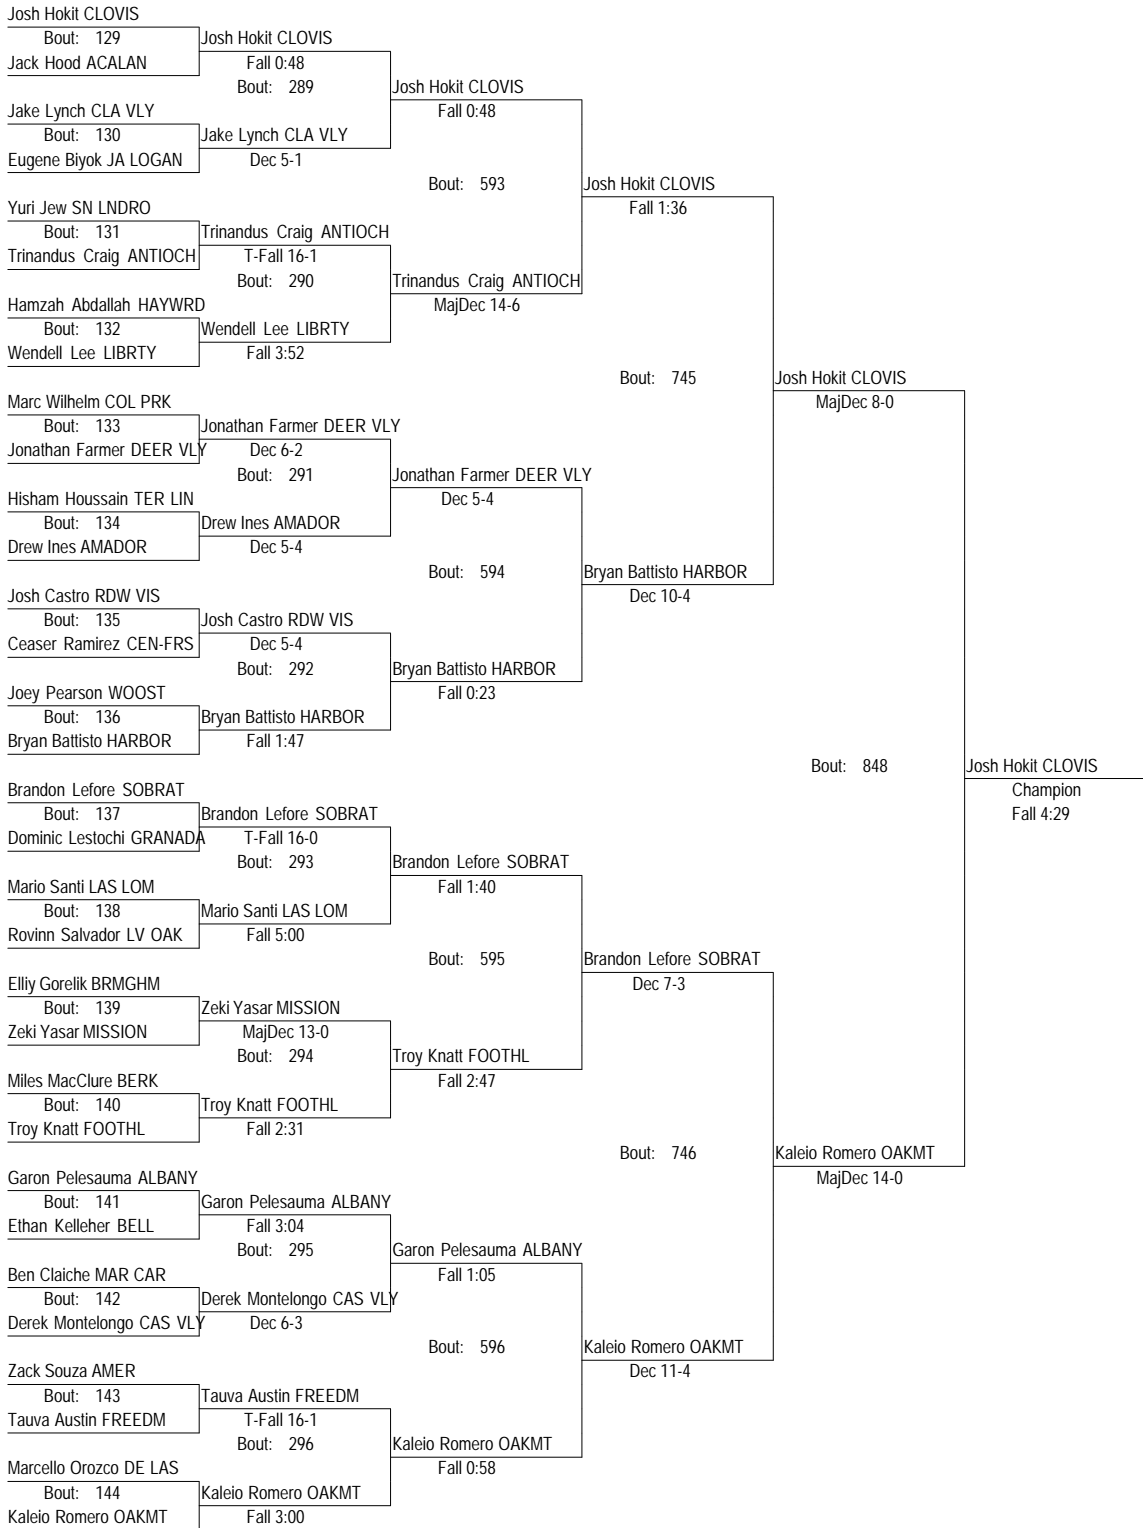 Josh Hokit CLOVIS
Bout: 129 Josh Hokit CLOVIS
Jack Hood ACALAN Fall 0:48
Bout: 289 Josh Hokit CLOVIS
Jake Lynch CLA VLY Fall 0:48
Bout: 130 Jake Lynch CLA VLY
Eugene Biyok JA LOGAN Dec 5-1
Bout: 593 Josh Hokit CLOVIS
Yuri Jew SN LNDRO Fall 1:36
Bout: 131 Trinandus Craig ANTIOCH
Trinandus Craig ANTIOCH T-Fall 16-1
Bout: 290 Trinandus Craig ANTIOCH
Hamzah Abdallah HAYWRD MajDec 14-6
Bout: 132 Wendell Lee LIBRTY
Wendell Lee LIBRTY Fall 3:52
Bout: 745 Josh Hokit CLOVIS
Marc Wilhelm COL PRK MajDec 8-0
Bout: 133 Jonathan Farmer DEER VLY
Jonathan Farmer DEER VLY Dec 6-2
Bout: 291 Jonathan Farmer DEER VLY
Hisham Houssain TER LIN Dec 5-4
Bout: 134 Drew Ines AMADOR
Drew Ines AMADOR Dec 5-4
Bout: 594 Bryan Battisto HARBOR
Josh Castro RDW VIS Dec 10-4
Bout: 135 Josh Castro RDW VIS
Ceaser Ramirez CEN-FRS Dec 5-4
Bout: 292 Bryan Battisto HARBOR
Joey Pearson WOOST Fall 0:23
Bout: 136 Bryan Battisto HARBOR
Bryan Battisto HARBOR Fall 1:47
Bout: 848 Josh Hokit CLOVIS
Brandon Lefore SOBRAT Champion
Bout: 137 Brandon Lefore SOBRAT Fall 4:29
Dominic Lestochi GRANADA T-Fall 16-0
Bout: 293 Brandon Lefore SOBRAT
Mario Santi LAS LOM Fall 1:40
Bout: 138 Mario Santi LAS LOM
Rovinn Salvador LV OAK Fall 5:00
Bout: 595 Brandon Lefore SOBRAT
Elliy Gorelik BRMGHM Dec 7-3
Bout: 139 Zeki Yasar MISSION
Zeki Yasar MISSION MajDec 13-0
Bout: 294 Troy Knatt FOOTHL
Miles MacClure BERK Fall 2:47
Bout: 140 Troy Knatt FOOTHL
Troy Knatt FOOTHL Fall 2:31
Bout: 746 Kaleio Romero OAKMT
Garon Pelesauma ALBANY MajDec 14-0
Bout: 141 Garon Pelesauma ALBANY
Ethan Kelleher BELL Fall 3:04
Bout: 295 Garon Pelesauma ALBANY
Ben Claiche MAR CAR Fall 1:05
Bout: 142 Derek Montelongo CAS VLY
Derek Montelongo CAS VLY Dec 6-3
Bout: 596 Kaleio Romero OAKMT
Zack Souza AMER Dec 11-4
Bout: 143 Tauva Austin FREEDM
Tauva Austin FREEDM T-Fall 16-1
Bout: 296 Kaleio Romero OAKMT
Marcello Orozco DE LAS Fall 0:58
Bout: 144 Kaleio Romero OAKMT
Kaleio Romero OAKMT Fall 3:00